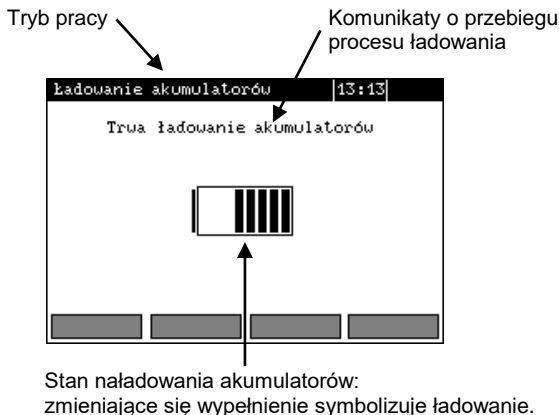 Tryb pracy
Komunikaty o przebiegu
procesu ładowania
Ładowanie akumulatorów 13:13
Trwa ładowanie akumulatorów
Stan naładowania akumulatorów:
zmieniające się wypełnienie symbolizuje ładowanie.